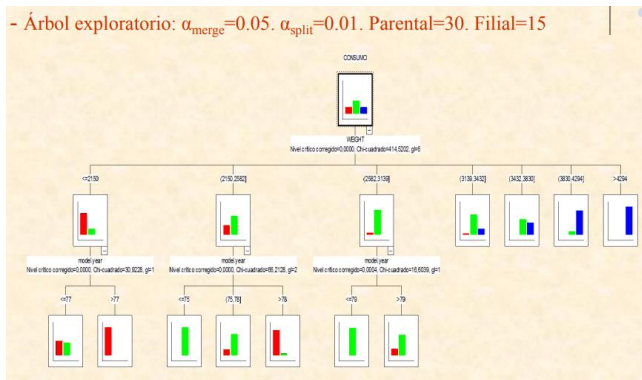 - Árbol exploratorio: αmerge=0.05. αsplit=0.01. Parental=30. Filial=15
CONSUMO
WEIGHT
Nivel crítico corregido=0,0000, Chi-cuadrado=414,5202, gl=6
<=2159
(2150,2582]
(2582,3139]
(3139,3432]
(3432,3830]
(3830,4294]
>4294
model year
Nivel crítico corregido=0,0000, Chi-cuadrado=30,9228, gl=1
model year
Nivel crítico corregido=0,0000, Chi-cuadrado=66,2128, gl=2
model year
Nivel crítico corregido=0,0004, Chi-cuadrado=16,6039, gl=1
<=77
>77
<=75
(75,78]
>78
<=79
>79